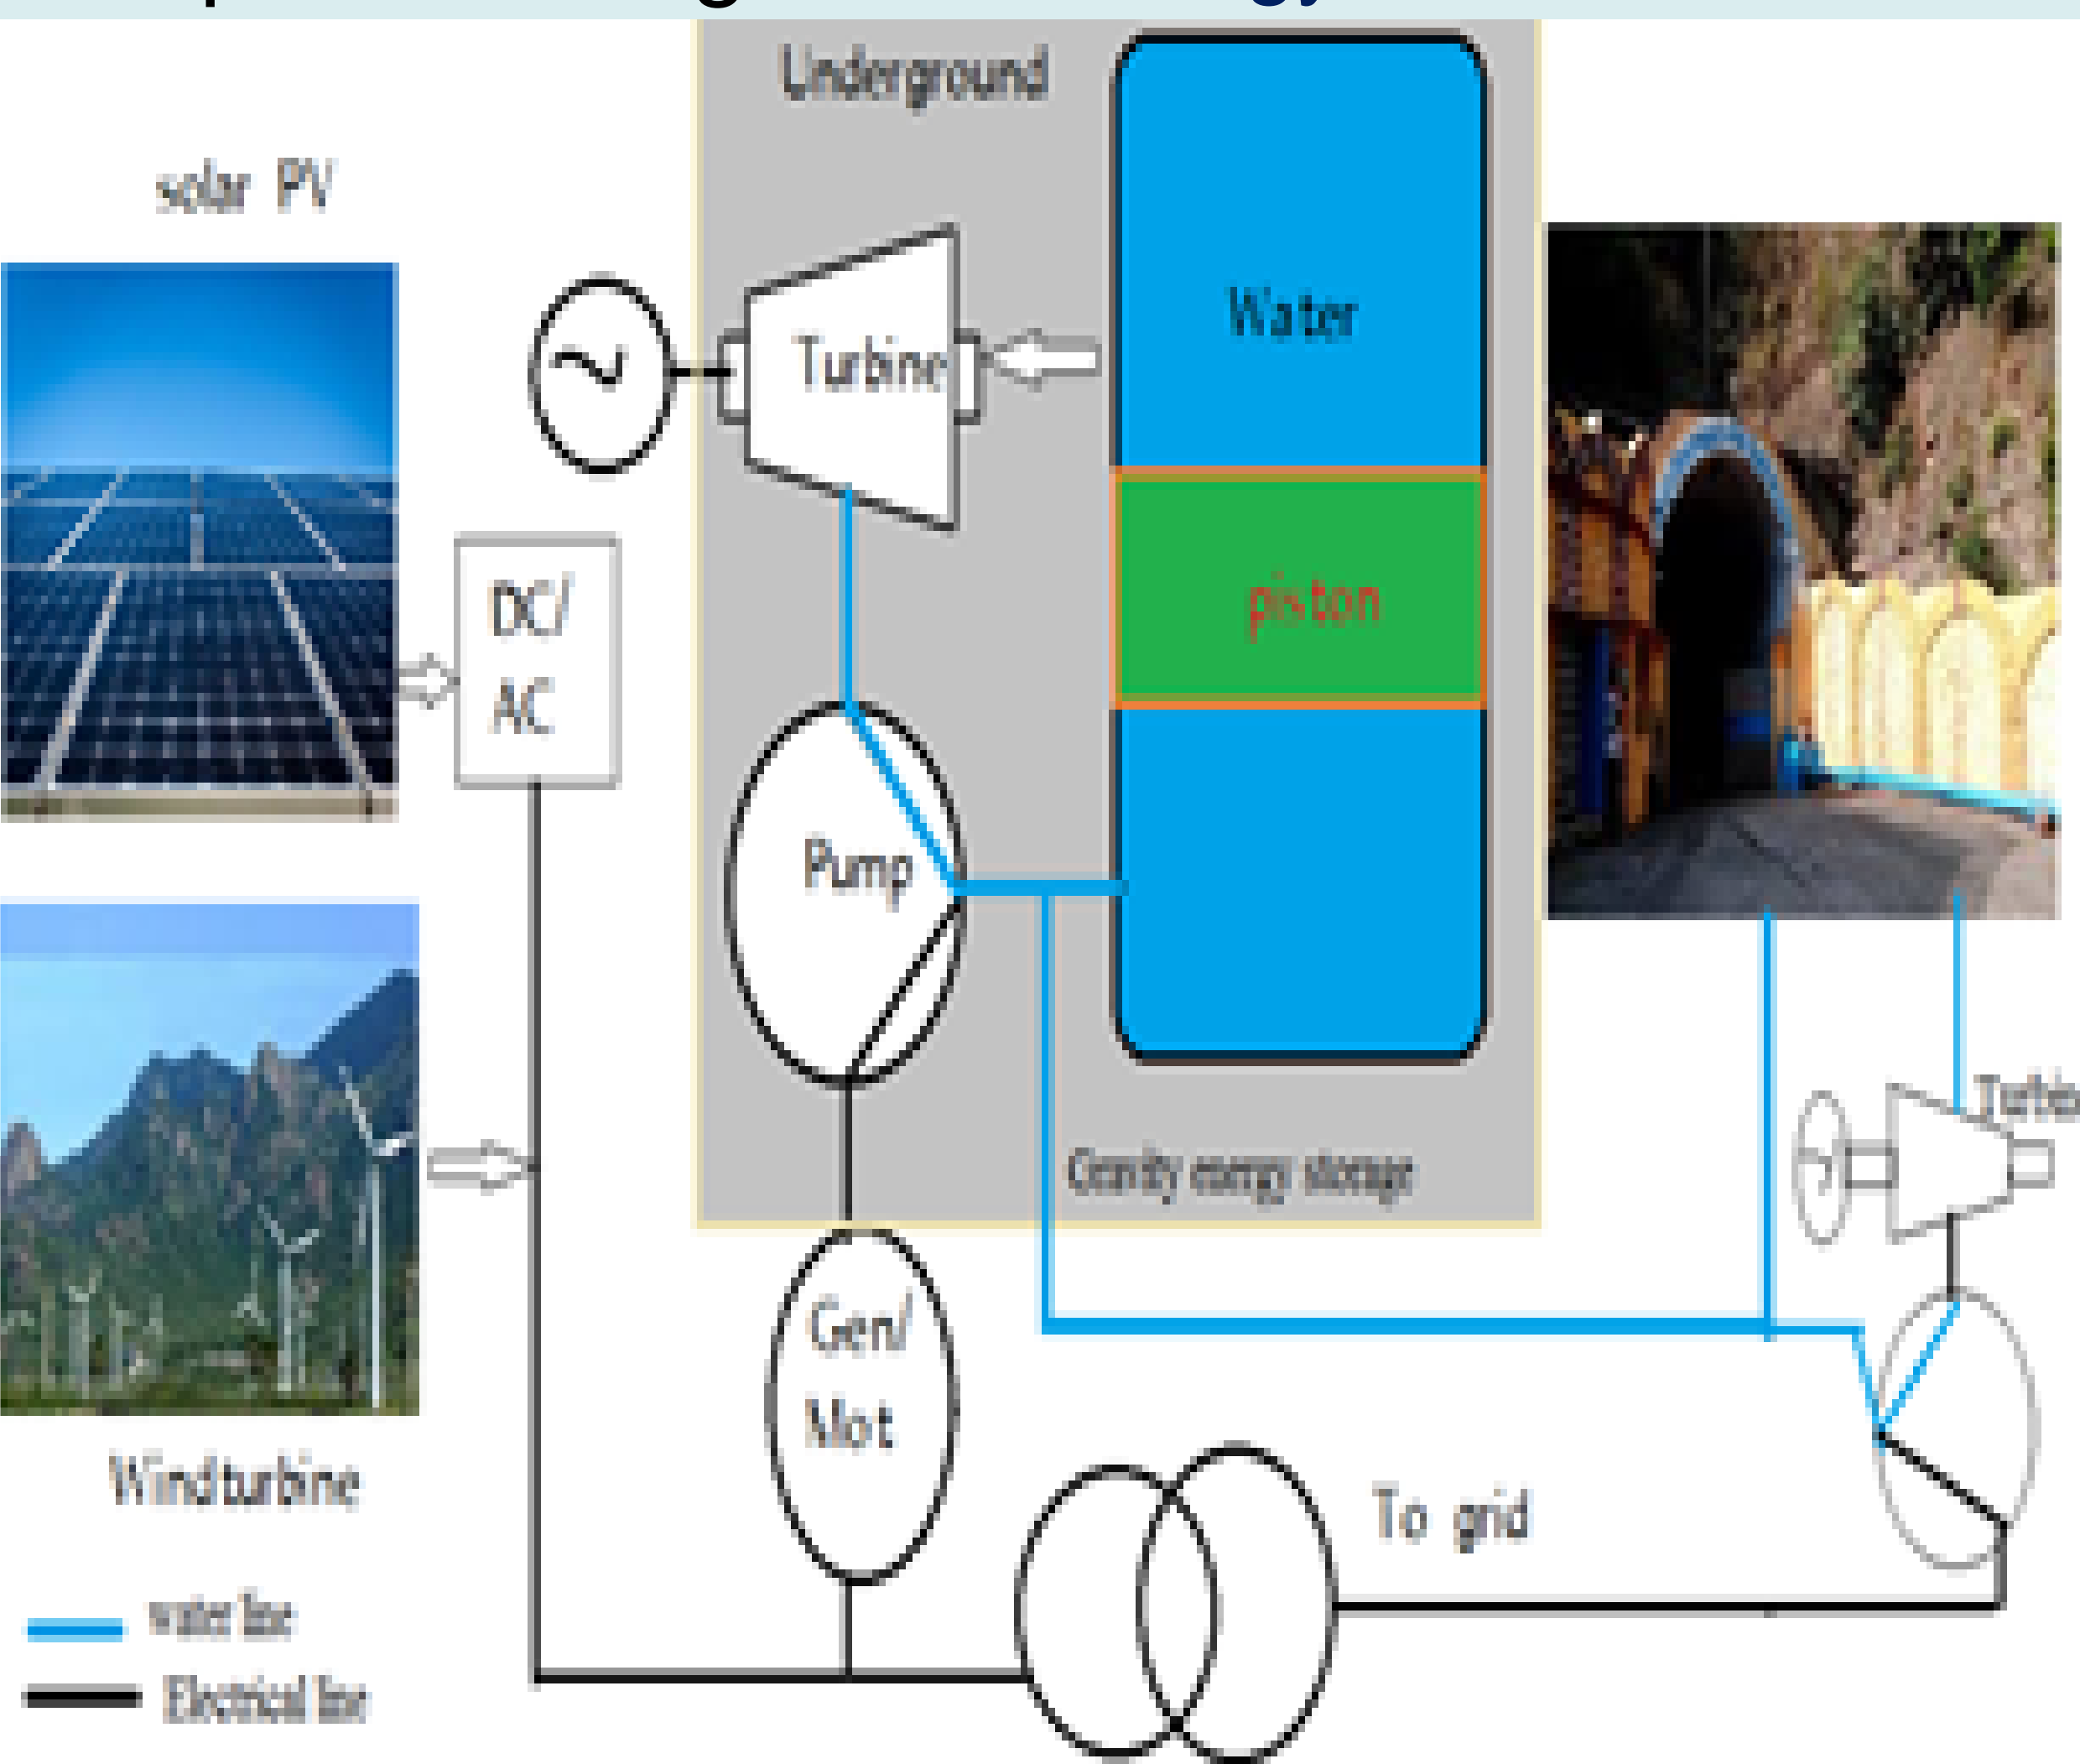 Underground
solar PV
Water
Turbine
piston
DC/
AC
Pump
Gravity energy storage
Gen/
Mot
To grid
Wind turbine
water line
Electrical line